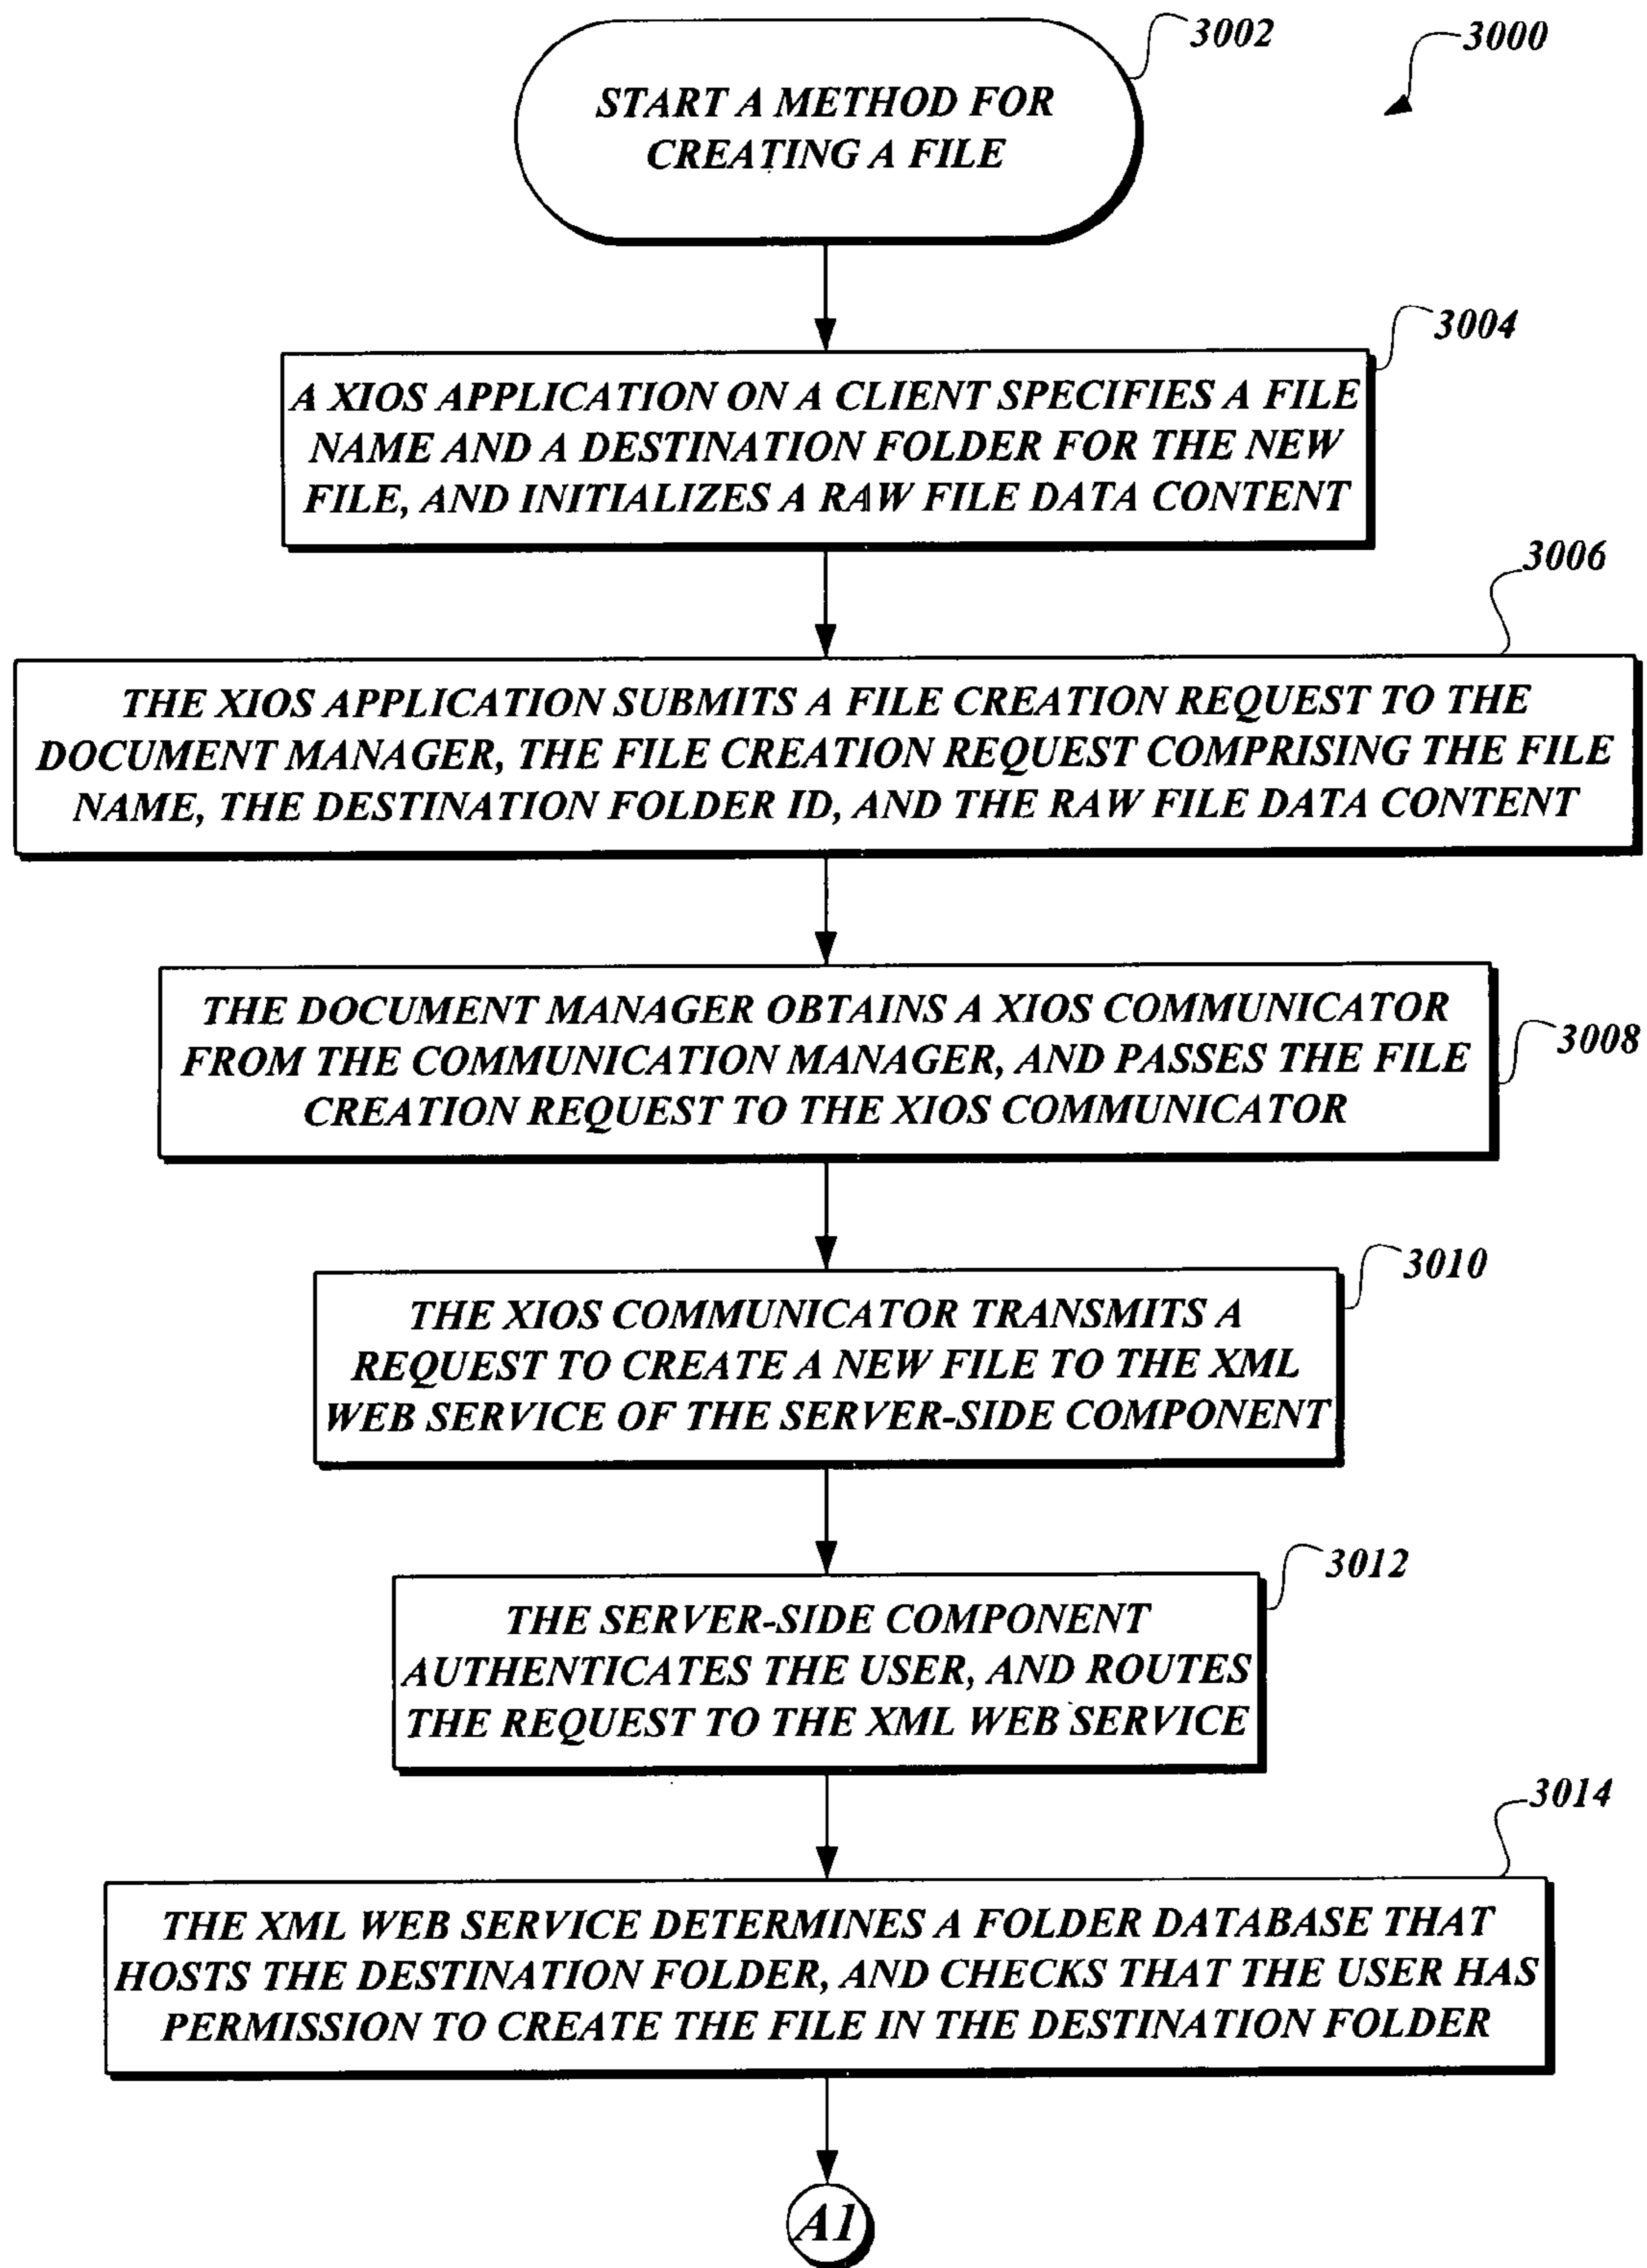 3002
3000
START A METHOD FOR
CREATING A FILE
3004
A XIOS APPLICATION ON A CLIENT SPECIFIES A FILE
NAME AND A DESTINATION FOLDER FOR THE NEW
FILE, AND INITIALIZES A RAW FILE DATA CONTENT
3006
THE XIOS APPLICATION SUBMITS A FILE CREATION REQUEST TO THE
DOCUMENT MANAGER, THE FILE CREATION REQUEST COMPRISING THE FILE
NAME, THE DESTINATION FOLDER ID, AND THE RAW FILE DATA CONTENT
THE DOCUMENT MANAGER OBTAINS A XIOS COMMUNICATOR
FROM THE COMMUNICATION MANAGER, AND PASSES THE FILE
CREATION REQUEST TO THE XIOS COMMUNICATOR
3008
3010
THE XIOS COMMUNICATOR TRANSMITS A
REQUEST TO CREATE A NEW FILE TO THE XML
WEB SERVICE OF THE SERVER-SIDE COMPONENT
3012
THE SERVER-SIDE COMPONENT
AUTHENTICATES THE USER, AND ROUTES
THE REQUEST TO THE XML WEB SERVICE
3014
THE XML WEB SERVICE DETERMINES A FOLDER DATABASE THAT
HOSTS THE DESTINATION FOLDER, AND CHECKS THAT THE USER HAS
PERMISSION TO CREATE THE FILE IN THE DESTINATION FOLDER
A1